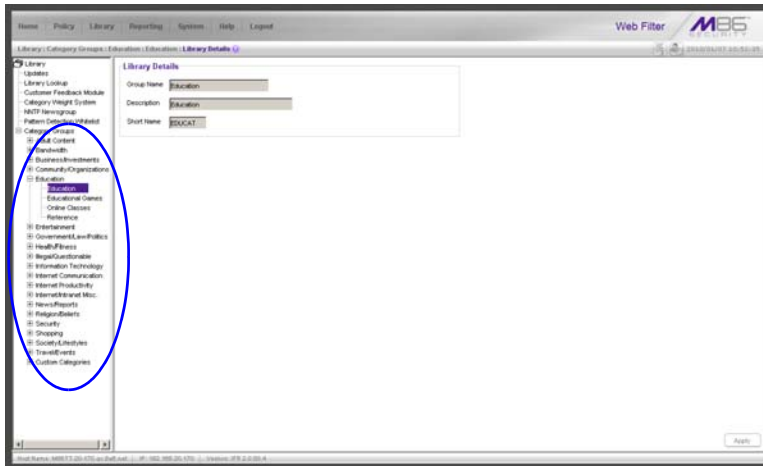 Home Policy Library Reporting System Help Logout
Web Filter
M86
SECURITY
Library : Category Groups : Education : Education : Library Details
Library
Updates
Library Lookup
Customer Feedback Module
Category Weight System
NNTP Newsgroup
Pattern Detection Whitelist
Category Groups
Adult Content
Bandwidth
Business/Investments
Community/Organizations
Education
Education
Educational Games
Online Classes
Reference
Entertainment
Government/Law/Politics
Health/Fitness
Illegal/Questionable
Information Technology
Internet Communication
Internet Productivity
Internet/Intranet Misc.
News/Reports
Religion/Beliefs
Security
Shopping
Society/Lifestyles
Travel/Events
Custom Categories
Library Details
Group Name Education
Description Education
Short Name EDUCAT
Apply
Host Name: